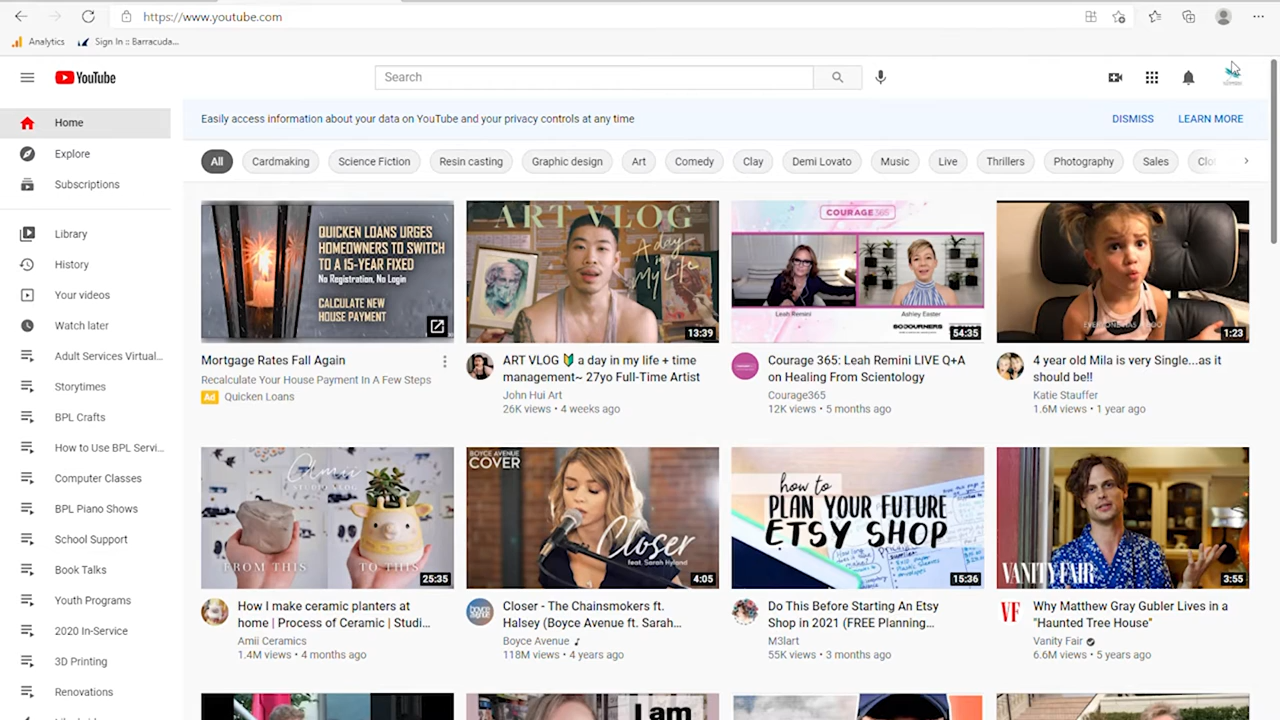 https://www.youtube.com
Analytics
Sign In :: Barracuda...
YouTube
Search
Home
Explore
Subscriptions
Library
History
Your videos
Watch later
Adult Services Virtual...
Storytimes
BPL Crafts
How to Use BPL Servi...
Computer Classes
BPL Piano Shows
School Support
Book Talks
Youth Programs
2020 In-Service
3D Printing
Renovations
Easily access information about your data on YouTube and your privacy controls at any time
DISMISS
LEARN MORE
All
Cardmaking
Science Fiction
Resin casting
Graphic design
Art
Comedy
Clay
Demi Lovato
Music
Live
Thrillers
Photography
Sales
QUICKEN LOANS URGES
HOMEOWNERS TO SWITCH
TO A 15-YEAR FIXED
No Registration, No Login
CALCULATE NEW
HOUSE PAYMENT
Mortgage Rates Fall Again
Recalculate Your House Payment In A Few Steps
Ad Quicken Loans
ART VLOG
A day
in my
Life
13:39
ART VLOG 🔰 a day in my life + time
management~ 27yo Full-Time Artist
John Hui Art
26K views • 4 weeks ago
COURAGE365
Leah Remini
Ashley Easter
SOJOURNERS
54:35
Courage 365: Leah Remini LIVE Q+A
on Healing From Scientology
Courage365
12K views • 5 months ago
1:23
4 year old Mila is very Single...as it
should be!!
Katie Stauffer
1.6M views • 1 year ago
Amii
STUDIO VLOG
FROM THIS
TO THIS
25:35
How I make ceramic planters at
home | Process of Ceramic | Studi...
Amii Ceramics
1.4M views • 4 months ago
BOYCE AVENUE
COVER
Closer
feat. Sarah Hyland
4:05
Closer - The Chainsmokers ft.
Halsey (Boyce Avenue ft. Sarah...
Boyce Avenue
118M views • 4 years ago
how to
PLAN YOUR FUTURE
ETSY SHOP
15:36
Do This Before Starting An Etsy
Shop in 2021 (FREE Planning...
M3lart
55K views • 3 months ago
VANITY FAIR
3:55
VF
Why Matthew Gray Gubler Lives in a
"Haunted Tree House"
Vanity Fair
6.6M views • 5 years ago
I am